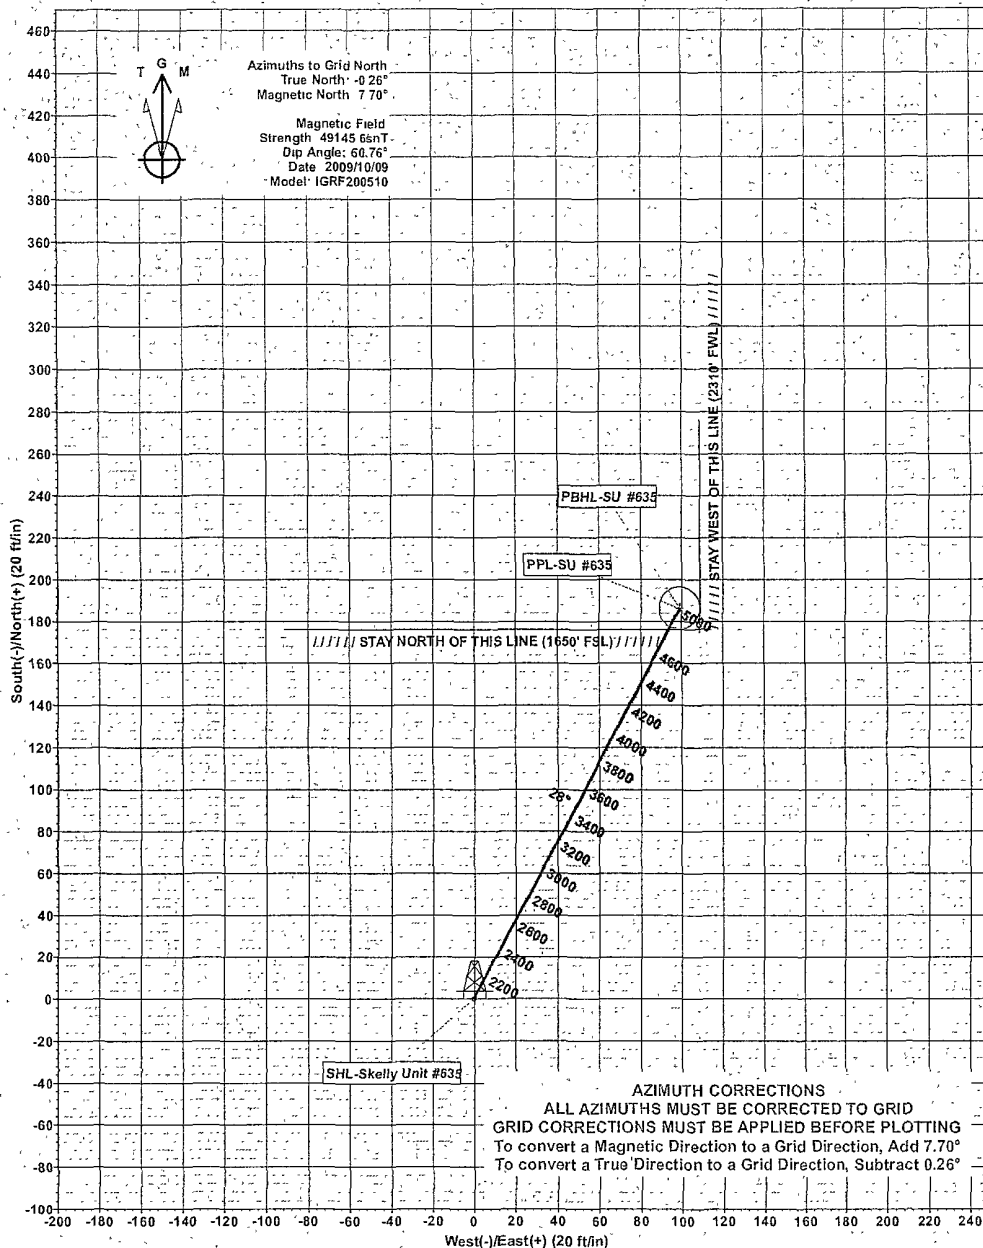 460
440
420
400
380
360
340
320
300
280
260
240
220
200
180
160
140
120
100
80
60
40
20
0
-20
-40
-60
-80
-100
South(-)/North(+) (20 ft/in)
T G M
Azimuths to Grid North
True North -0 26°
Magnetic North 7 70°
Magnetic Field
Strength 49145 6snT
Dip Angle: 60.76°
Date 2009/10/09
Model IGRF200510
///// STAY WEST OF THIS LINE (2310' FWL) /////
PBHL-SU #635
PPL-SU #635
////// STAY NORTH OF THIS LINE (1650' FSL) ///////
5080
4600
4400
4200
4000
3800
28°
3600
3400
3200
3000
2800
2600
2400
2200
SHL-Skelly Unit #635
AZIMUTH CORRECTIONS
ALL AZIMUTHS MUST BE CORRECTED TO GRID
GRID CORRECTIONS MUST BE APPLIED BEFORE PLOTTING
To convert a Magnetic Direction to a Grid Direction, Add 7.70°
To convert a True Direction to a Grid Direction, Subtract 0.26°
-200 -180 -160 -140 -120 -100 -80 -60 -40 -20 0 20 40 60 80 100 120 140 160 180 200 220 240
West(-)/East(+) (20 ft/in)